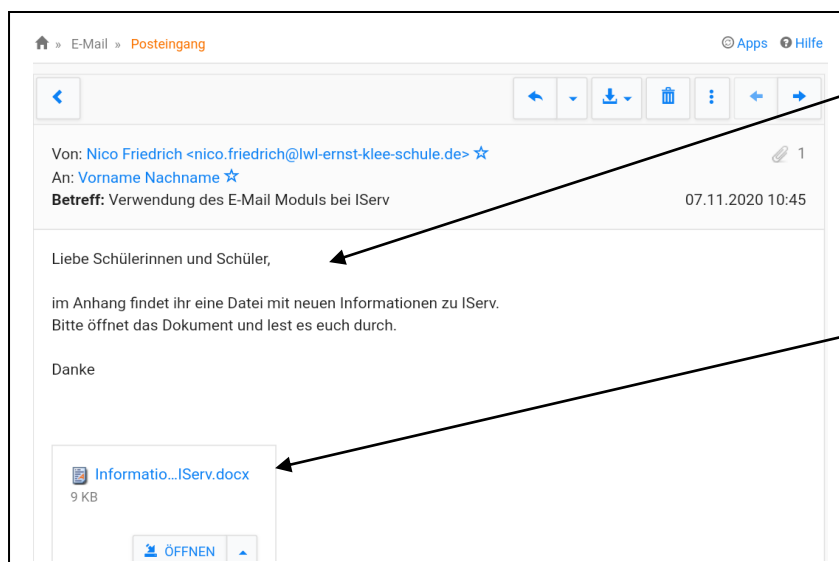 » E-Mail » Posteingang
Apps Hilfe
Von: Nico Friedrich <nico.friedrich@lwl-ernst-klee-schule.de>
1
An: Vorname Nachname
Betreff: Verwendung des E-Mail Moduls bei IServ
07.11.2020 10:45
Liebe Schülerinnen und Schüler,
im Anhang findet ihr eine Datei mit neuen Informationen zu IServ.
Bitte öffnet das Dokument und lest es euch durch.
Danke
Informatio...IServ.docx
9 KB
ÖFFNEN